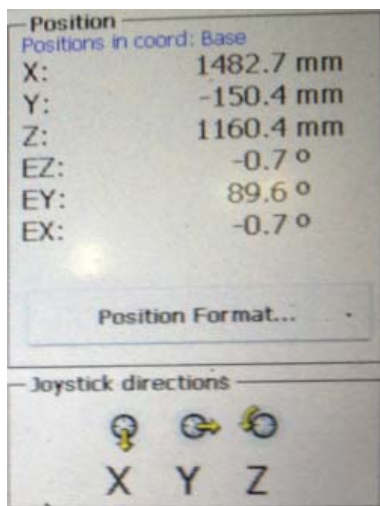 Position
Positions in coord: Base
X: 1482.7 mm
Y: -150.4 mm
Z: 1160.4 mm
EZ: -0.7 º
EY: 89.6 º
EX: -0.7 º
Position Format...
Joystick directions
X Y Z